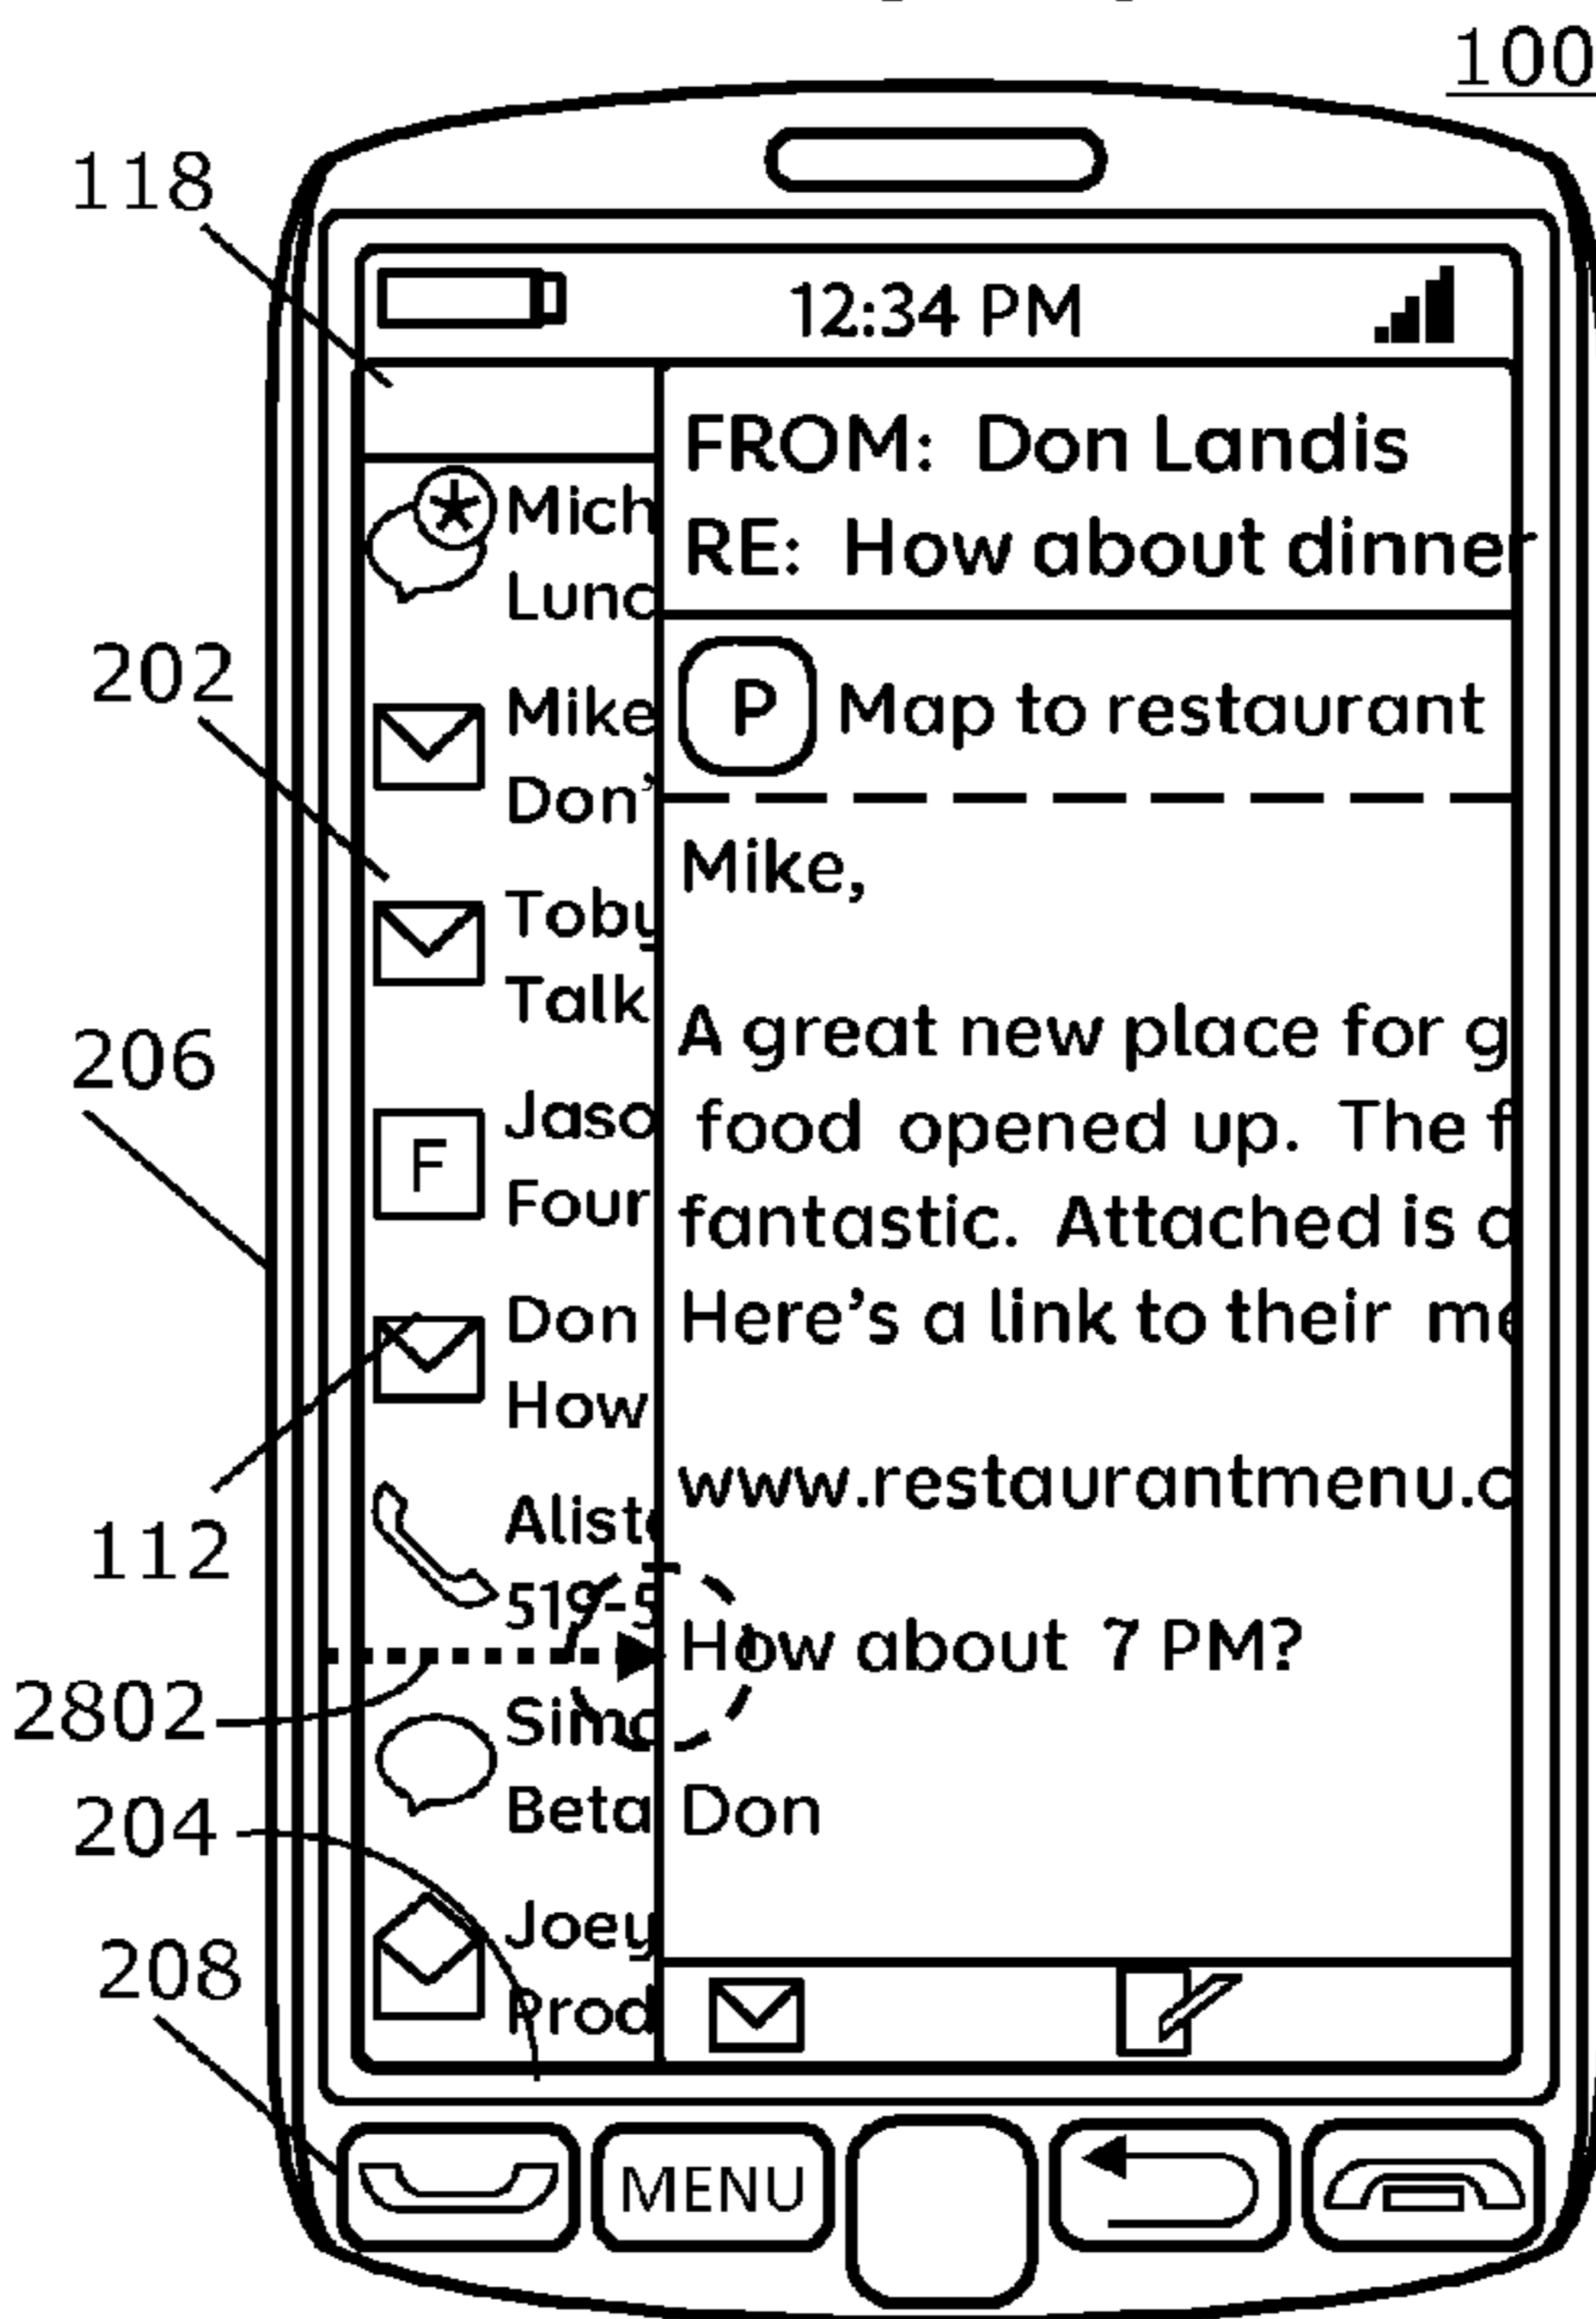 100
118
12:34 PM
FROM: Don Landis
RE: How about dinner
Mich
Lunc
202
P Map to restaurant
Mike
Don’
Mike,
Toby
Talk
A great new place for g
206
Jaso
food opened up. The f
F
Four
fantastic. Attached is a
Don
Here’s a link to their me
How
www.restaurantmenu.c
112
Alista
519-5
How about 7 PM?
2802
Simo
204
Beta
Don
208
Joey
Prod
MENU